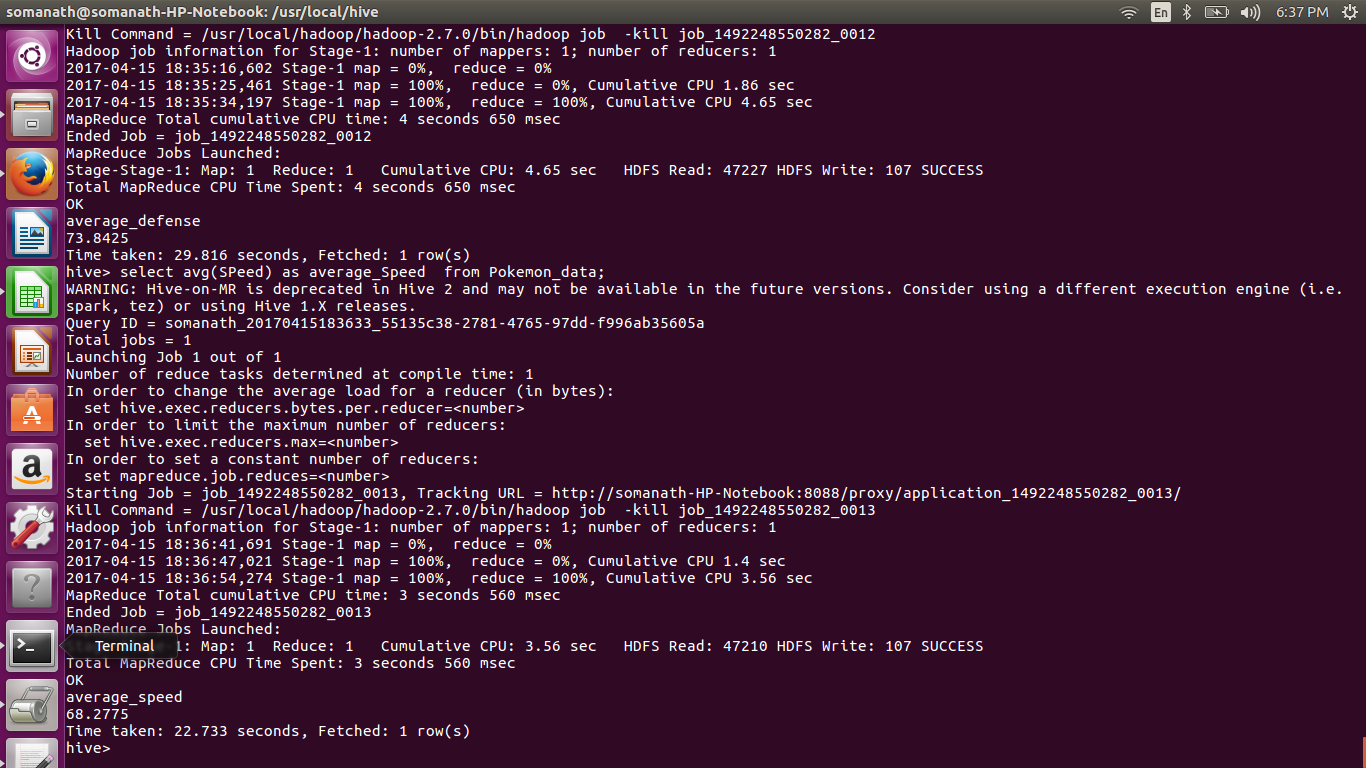 somanath@somanath-HP-Notebook: /usr/local/hive
En
6:37 PM
Kill Command = /usr/local/hadoop/hadoop-2.7.0/bin/hadoop job  -kill job_1492248550282_0012
Hadoop job information for Stage-1: number of mappers: 1; number of reducers: 1
2017-04-15 18:35:16,602 Stage-1 map = 0%,  reduce = 0%
2017-04-15 18:35:25,461 Stage-1 map = 100%,  reduce = 0%, Cumulative CPU 1.86 sec
2017-04-15 18:35:34,197 Stage-1 map = 100%,  reduce = 100%, Cumulative CPU 4.65 sec
MapReduce Total cumulative CPU time: 4 seconds 650 msec
Ended Job = job_1492248550282_0012
MapReduce Jobs Launched:
Stage-Stage-1: Map: 1  Reduce: 1   Cumulative CPU: 4.65 sec   HDFS Read: 47227 HDFS Write: 107 SUCCESS
Total MapReduce CPU Time Spent: 4 seconds 650 msec
OK
average_defense
73.8425
Time taken: 29.816 seconds, Fetched: 1 row(s)
hive> select avg(SPeed) as average_Speed  from Pokemon_data;
WARNING: Hive-on-MR is deprecated in Hive 2 and may not be available in the future versions. Consider using a different execution engine (i.e.
spark, tez) or using Hive 1.X releases.
Query ID = somanath_20170415183633_55135c38-2781-4765-97dd-f996ab35605a
Total jobs = 1
Launching Job 1 out of 1
Number of reduce tasks determined at compile time: 1
In order to change the average load for a reducer (in bytes):
  set hive.exec.reducers.bytes.per.reducer=<number>
In order to limit the maximum number of reducers:
  set hive.exec.reducers.max=<number>
In order to set a constant number of reducers:
  set mapreduce.job.reduces=<number>
Starting Job = job_1492248550282_0013, Tracking URL = http://somanath-HP-Notebook:8088/proxy/application_1492248550282_0013/
Kill Command = /usr/local/hadoop/hadoop-2.7.0/bin/hadoop job  -kill job_1492248550282_0013
Hadoop job information for Stage-1: number of mappers: 1; number of reducers: 1
2017-04-15 18:36:41,691 Stage-1 map = 0%,  reduce = 0%
2017-04-15 18:36:47,021 Stage-1 map = 100%,  reduce = 0%, Cumulative CPU 1.4 sec
2017-04-15 18:36:54,274 Stage-1 map = 100%,  reduce = 100%, Cumulative CPU 3.56 sec
MapReduce Total cumulative CPU time: 3 seconds 560 msec
Ended Job = job_1492248550282_0013
MapReduce Jobs Launched:
Terminal
1: Map: 1  Reduce: 1   Cumulative CPU: 3.56 sec   HDFS Read: 47210 HDFS Write: 107 SUCCESS
Total MapReduce CPU Time Spent: 3 seconds 560 msec
OK
average_speed
68.2775
Time taken: 22.733 seconds, Fetched: 1 row(s)
hive>